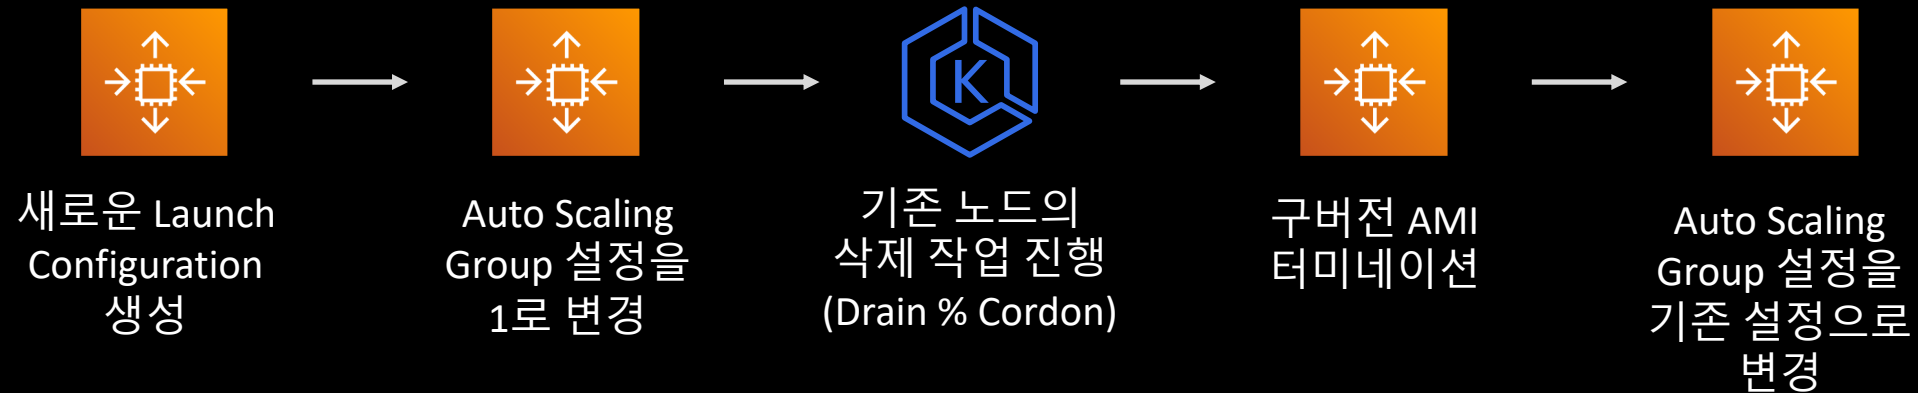 새로운 Launch
Configuration
생성
Auto Scaling
Group 설정을
1로 변경
K
기존 노드의
삭제 작업 진행
(Drain % Cordon)
구버전 AMI
터미네이션
Auto Scaling
Group 설정을
기존 설정으로
변경